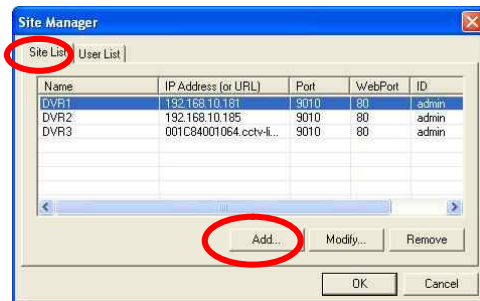 Site Manager
Site List User List
Name IP Address (or URL) Port WebPort ID
DVR1 192.168.10.181 9010 80 admin
DVR2 192.168.10.185 9010 80 admin
DVR3 001C84001064.cctv-li... 9010 80 admin
Add... Modify... Remove
OK Cancel